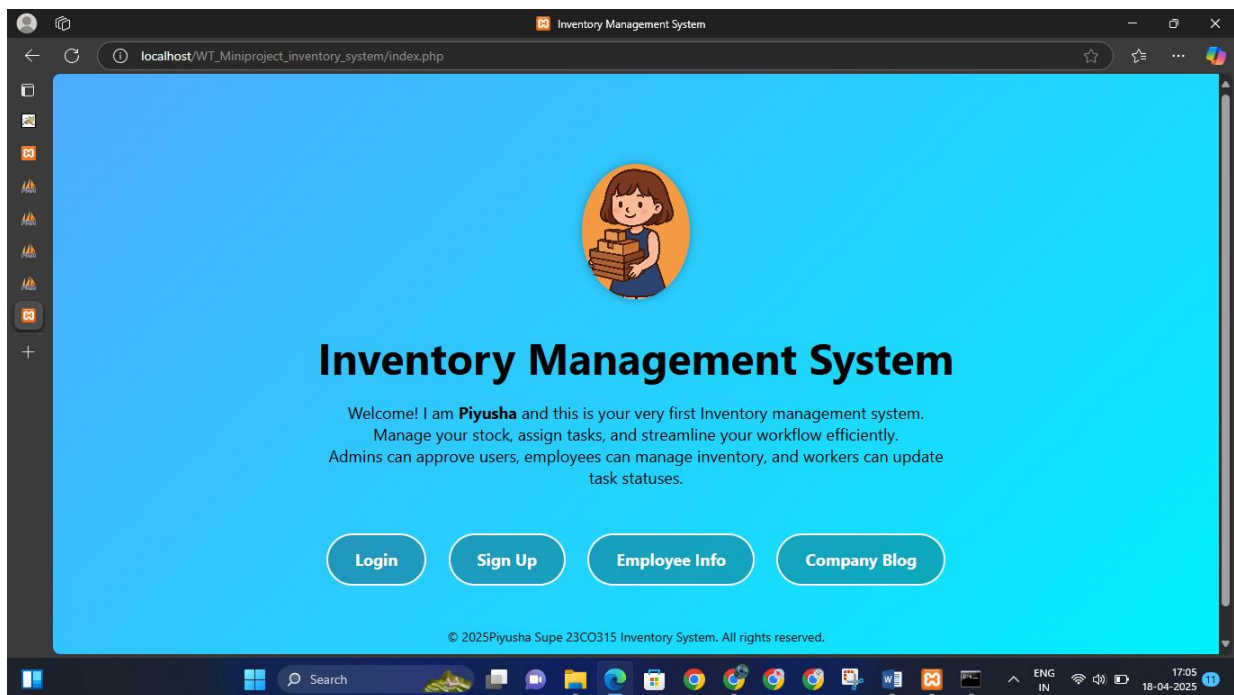 Inventory Management System
localhost/WT_Miniproject_inventory_system/index.php
Inventory Management System
Welcome! I am Piyusha and this is your very first Inventory management system.
Manage your stock, assign tasks, and streamline your workflow efficiently.
Admins can approve users, employees can manage inventory, and workers can update
task statuses.
Login Sign Up Employee Info Company Blog
© 2025Piyusha Supe 23CO315 Inventory System. All rights reserved.
Search
ENG
IN
17:05
18-04-2025
11